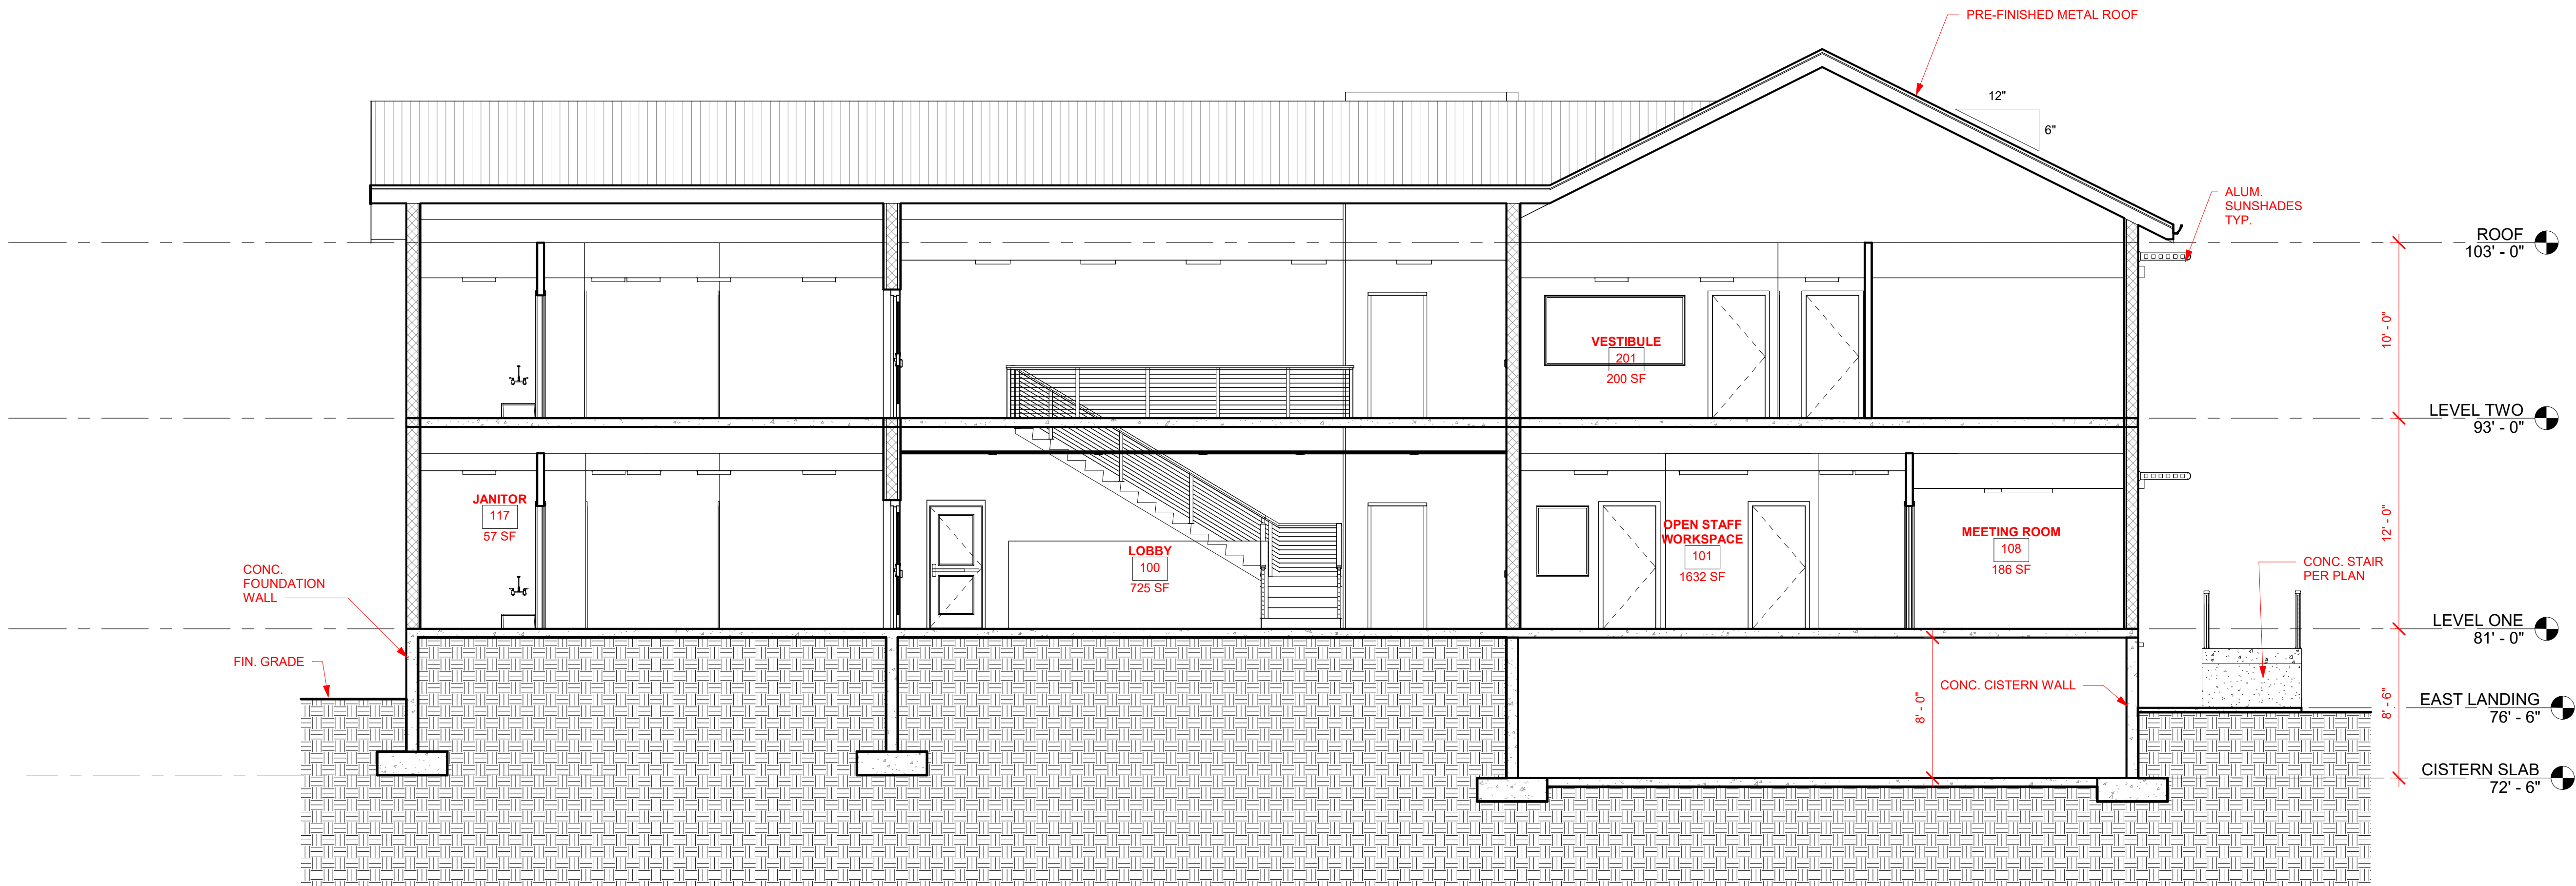 PRE-FINISHED METAL ROOF
12"
6"
ALUM.
SUNSHADES
TYP.
ROOF
103' - 0"
10' - 0"
VESTIBULE
201
200 SF
LEVEL TWO
93' - 0"
12' - 0"
JANITOR
117
57 SF
LOBBY
100
725 SF
OPEN STAFF
WORKSPACE
101
1632 SF
MEETING ROOM
108
186 SF
CONC. STAIR
PER PLAN
CONC.
FOUNDATION
WALL
LEVEL ONE
81' - 0"
FIN. GRADE
CONC. CISTERN WALL
8' - 0"
8' - 6"
EAST LANDING
76' - 6"
CISTERN SLAB
72' - 6"